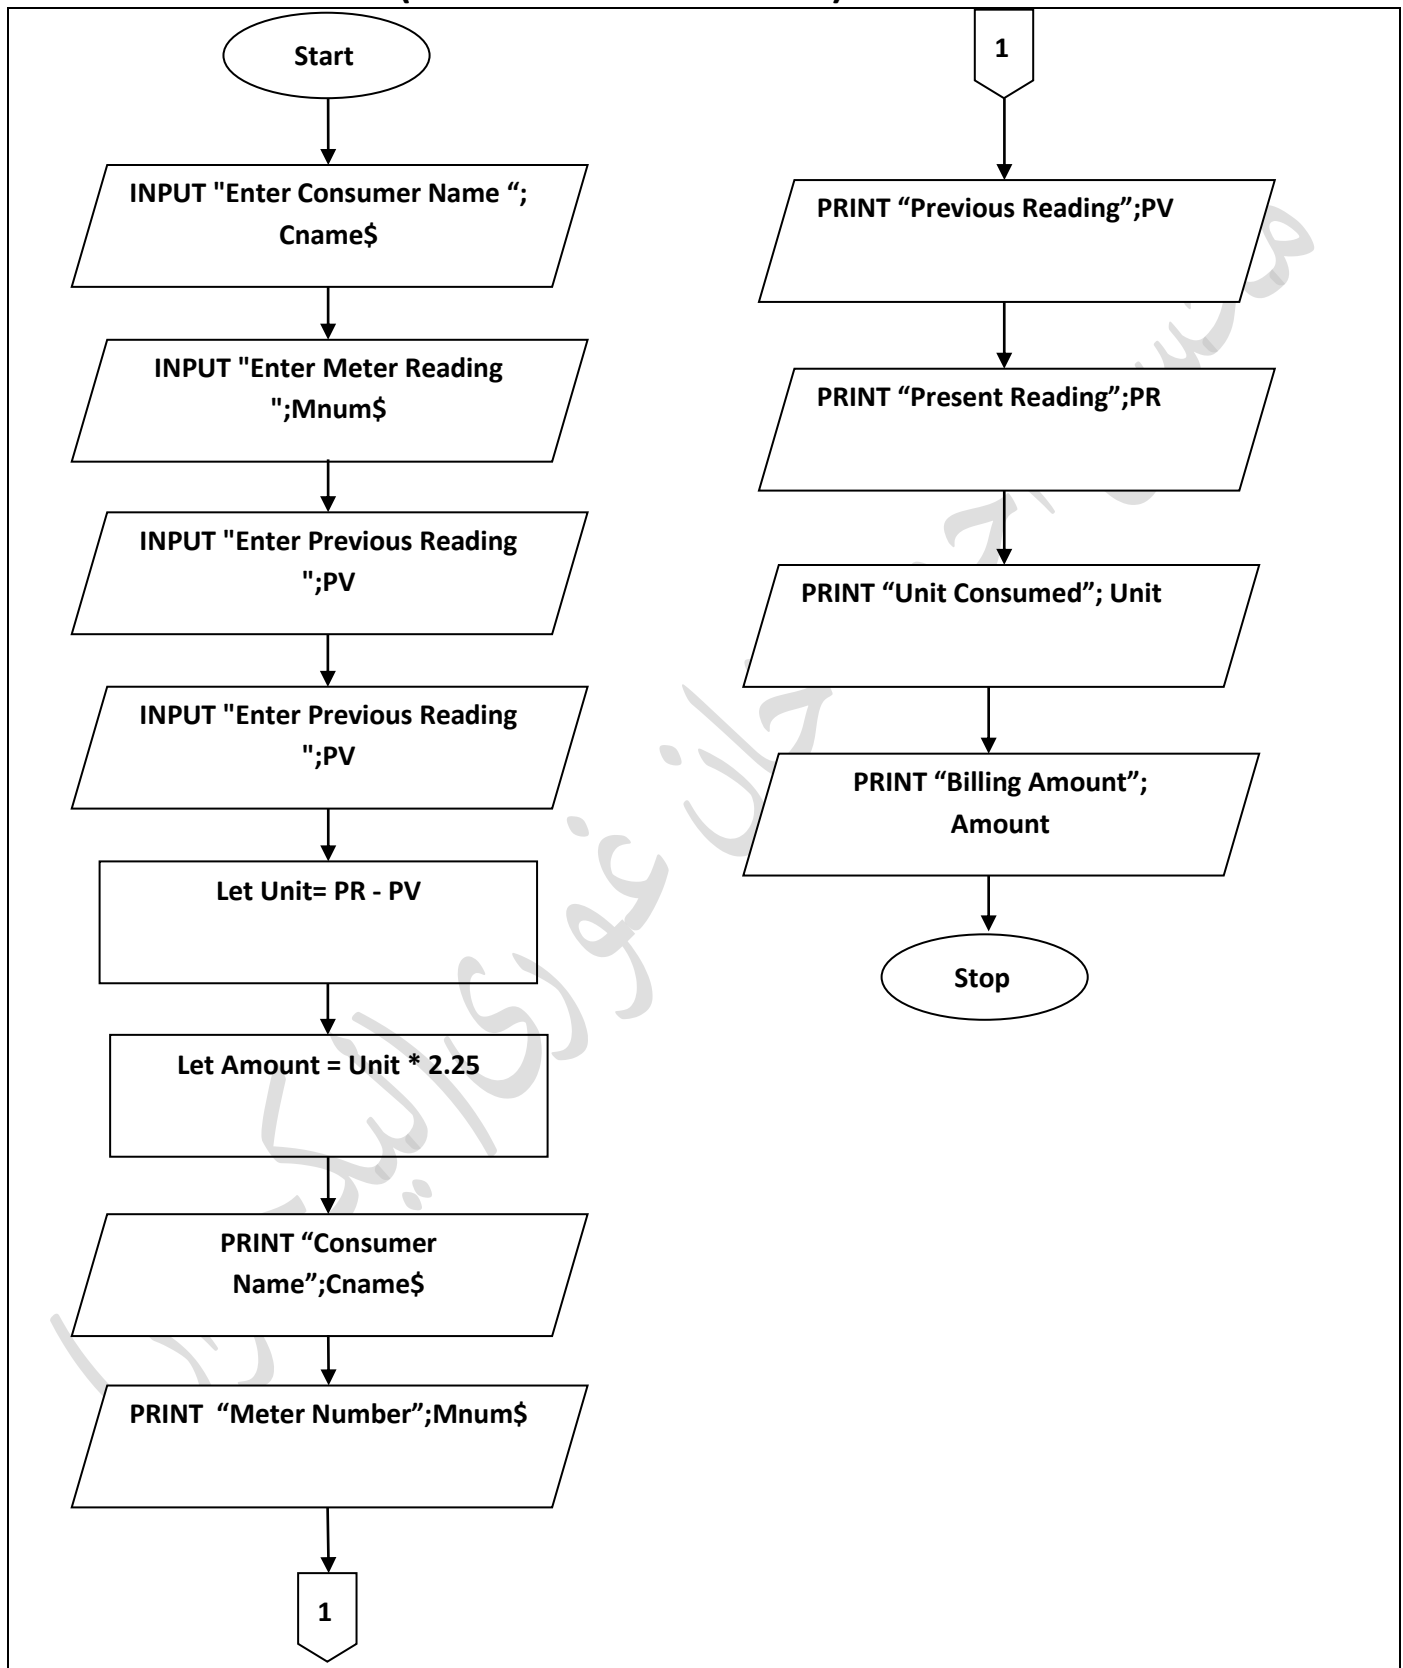 Start
INPUT "Enter Consumer Name “;
Cname$
INPUT "Enter Meter Reading
";Mnum$
INPUT "Enter Previous Reading
";PV
INPUT "Enter Previous Reading
";PV
Let Unit= PR - PV
Let Amount = Unit * 2.25
PRINT “Consumer
Name”;Cname$
PRINT “Meter Number”;Mnum$
1
1
PRINT “Previous Reading”;PV
PRINT “Present Reading”;PR
PRINT “Unit Consumed”; Unit
PRINT “Billing Amount”;
Amount
Stop